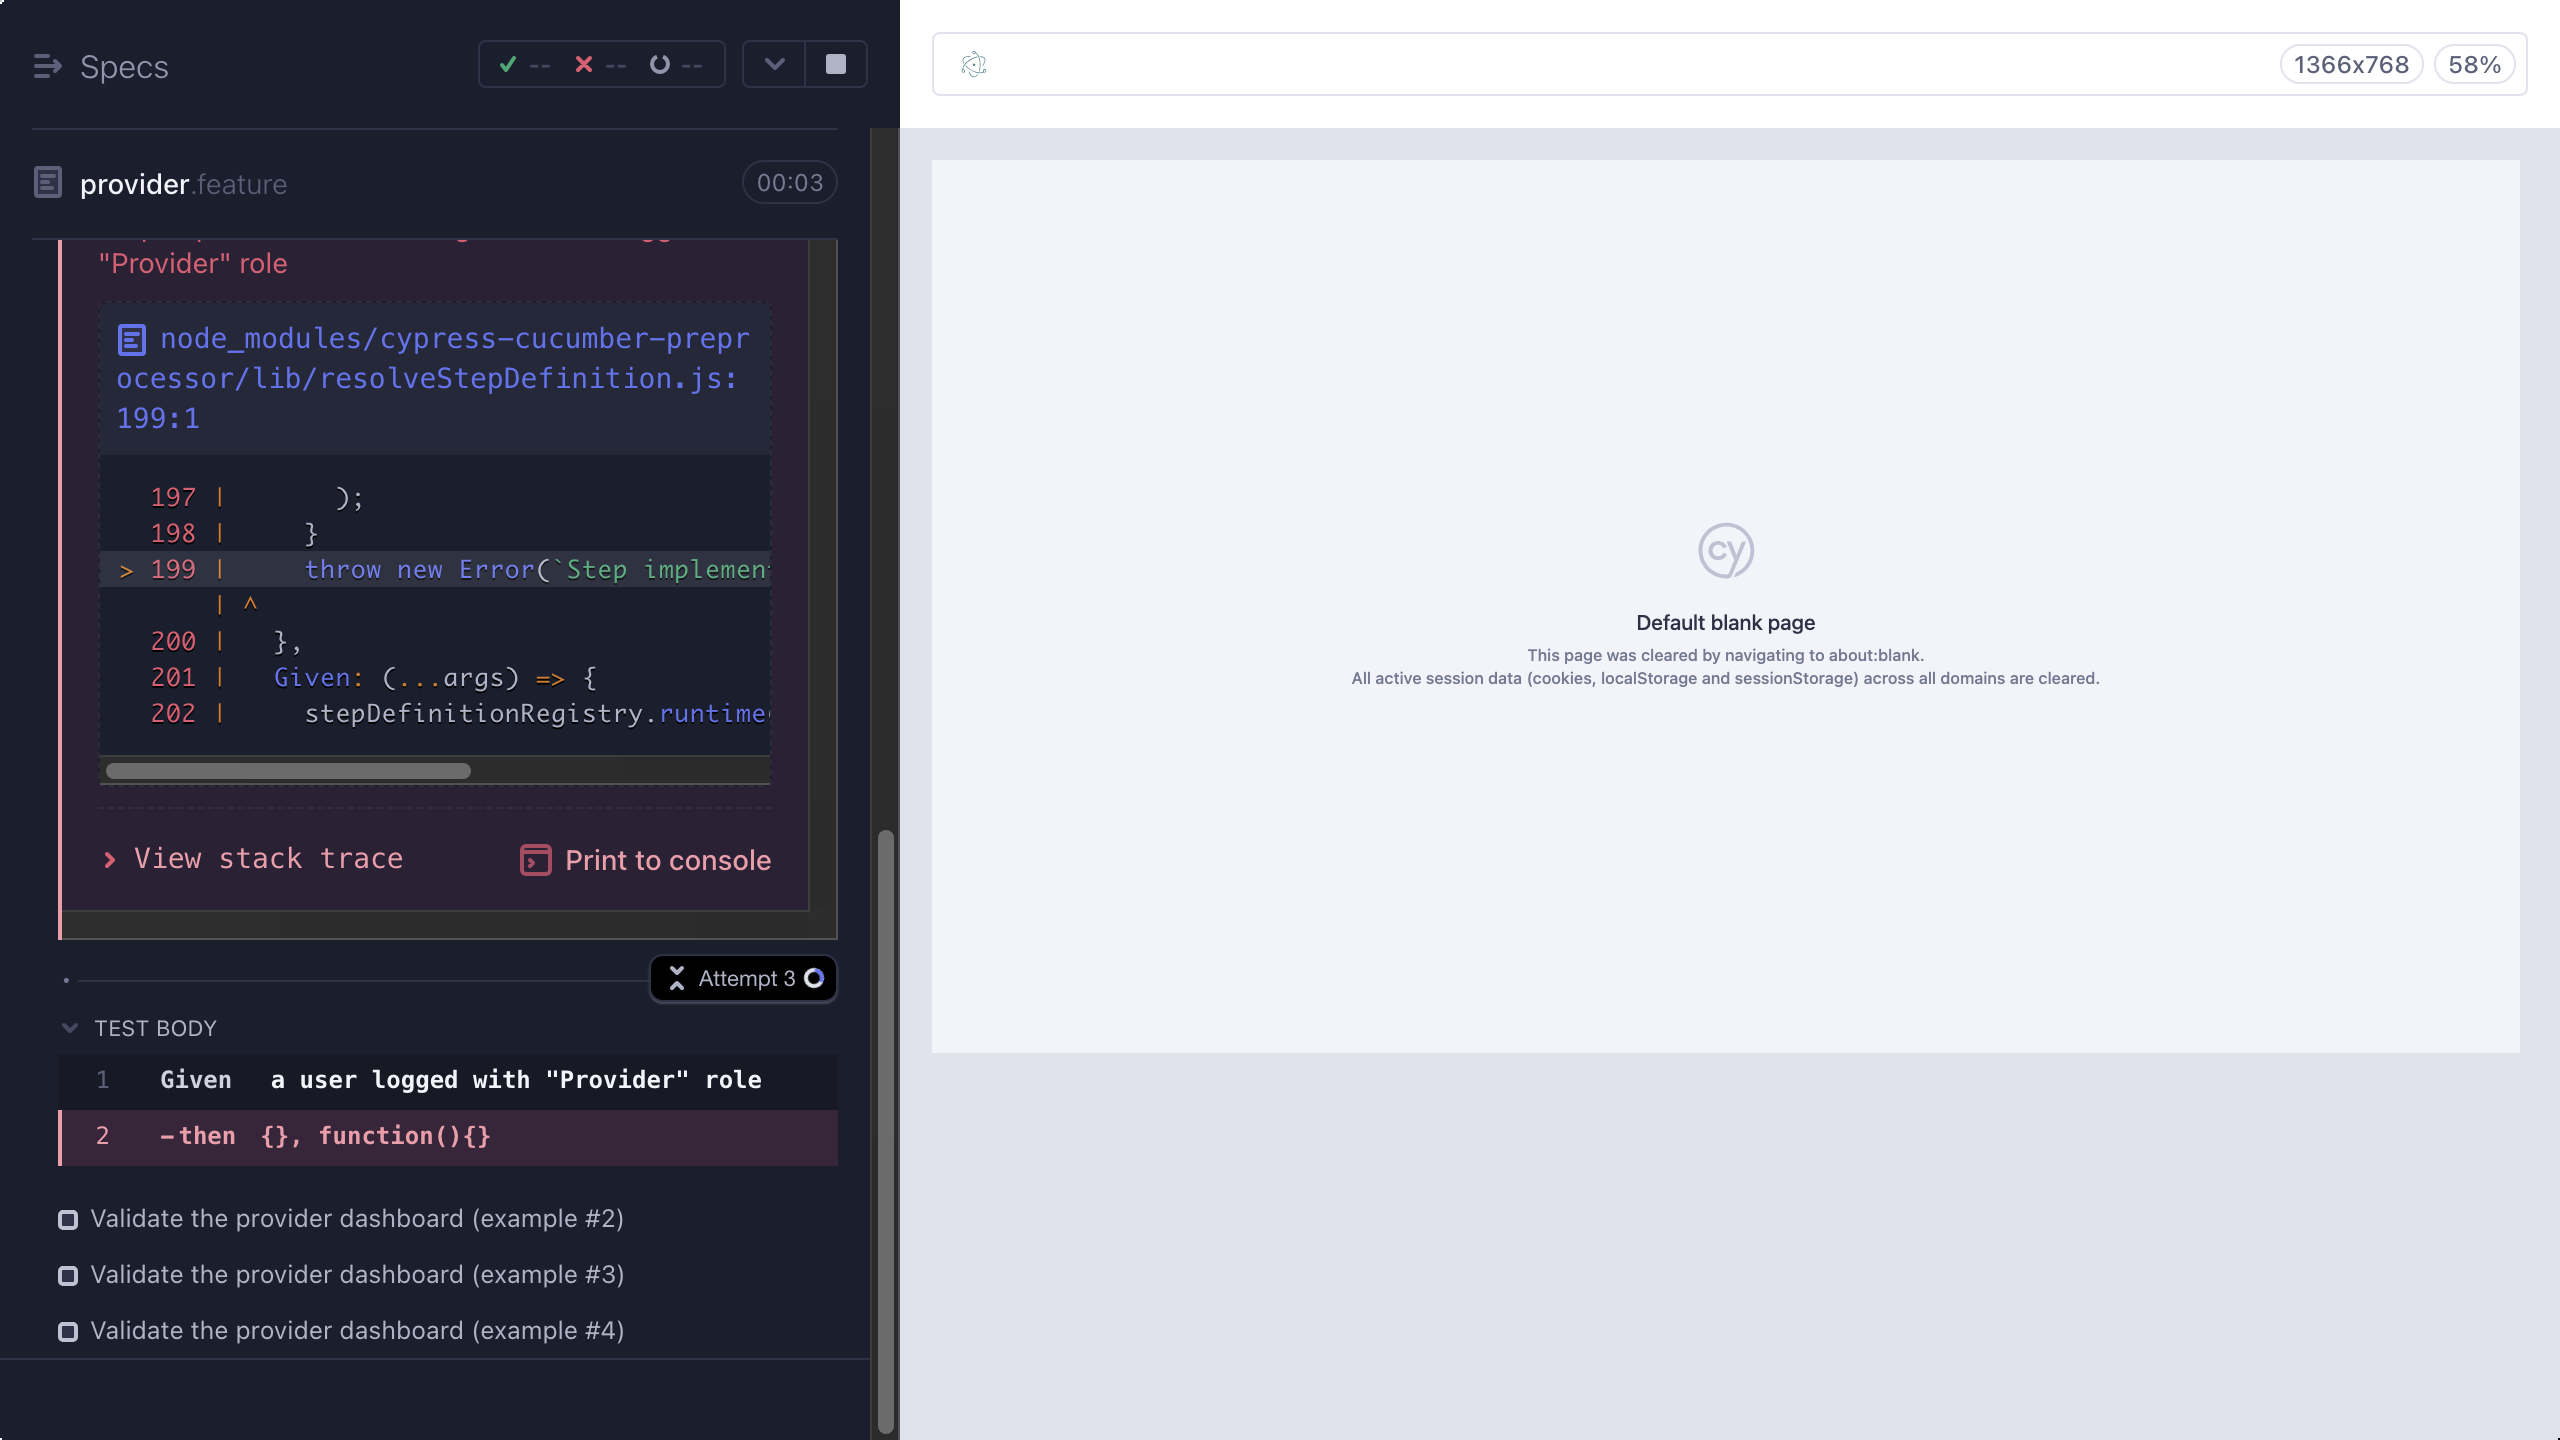 Specs
-- -- --
1366x768
58%
provider.feature
00:03
"Provider" role
node_modules/cypress-cucumber-prepr
ocessor/lib/resolveStepDefinition.js:
199:1
197 | );
198 | }
> 199 | throw new Error(`Step implemen
| ^
200 | },
201 | Given: (...args) => {
202 | stepDefinitionRegistry.runtime
View stack trace
Print to console
Attempt 3
TEST BODY
1 Given a user logged with "Provider" role
2 -then {}, function(){}
Validate the provider dashboard (example #2)
Validate the provider dashboard (example #3)
Validate the provider dashboard (example #4)
cy
Default blank page
This page was cleared by navigating to about:blank.
All active session data (cookies, localStorage and sessionStorage) across all domains are cleared.